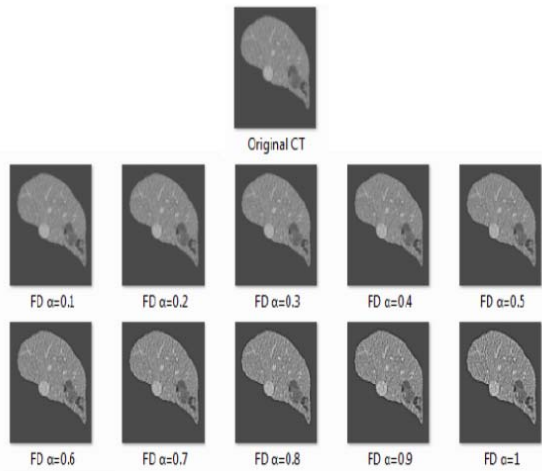 Original CT
FD α=0.1
FD α=0.2
FD α=0.3
FD α=0.4
FD α=0.5
FD α=0.6
FD α=0.7
FD α=0.8
FD α=0.9
FD α=1